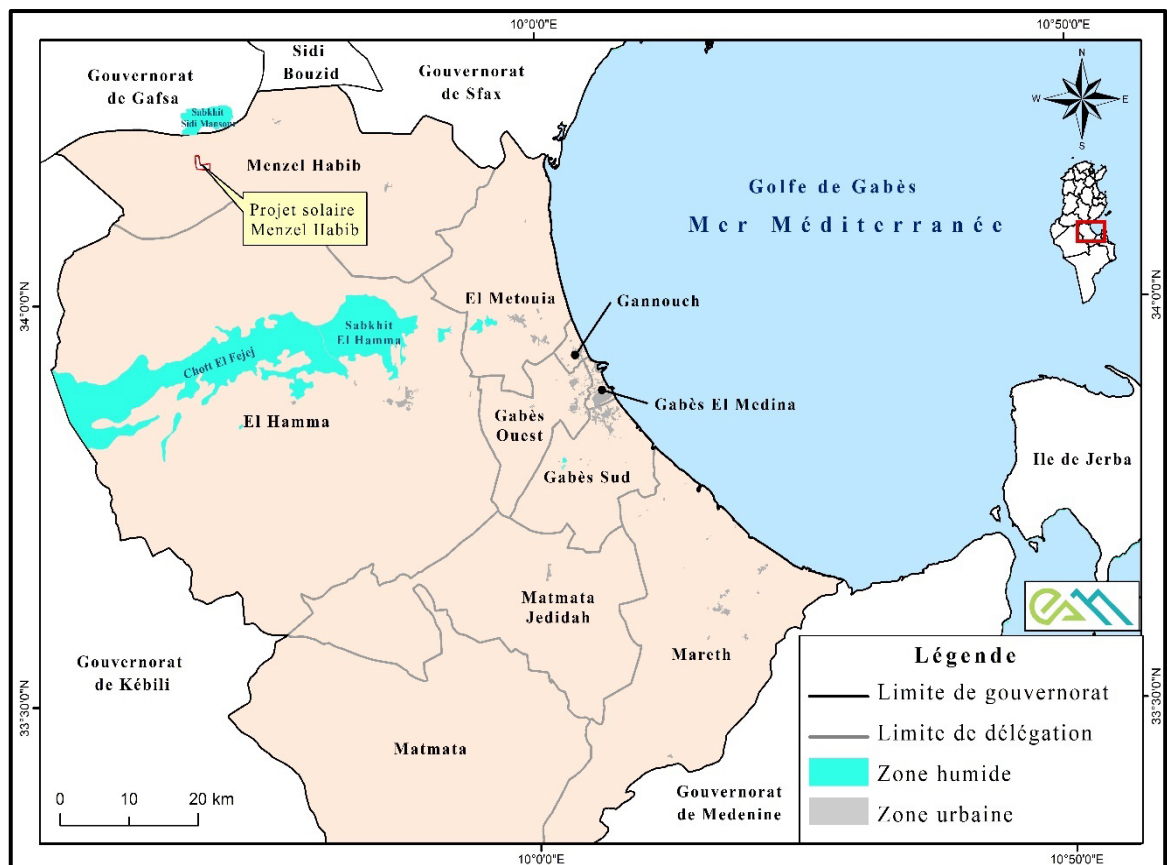 10°0'0"E
10°50'0"E
Gouvernorat
de Gafsa
Sidi
Bouzid
Gouvernorat
de Sfax
N
W
E
S
Sabkhit
Sidi Mansour
Menzel Habib
Projet solaire
Menzel Habib
Golfe de Gabès
Mer Méditerranée
34°0'0"N
34°0'0"N
El Metouia
Gannouch
Sabkhit
El Hamma
Chott El Fejej
Gabès El Medina
El Hamma
Gabès
Ouest
Gabès Sud
Ile de Jerba
Matmata
Jedidah
Mareth
Gouvernorat
de Kébili
33°30'0"N
33°30'0"N
Matmata
Gouvernorat
de Medenine
0
10
20 km
Légende
Limite de gouvernorat
Limite de délégation
Zone humide
Zone urbaine
10°0'0"E
10°50'0"E